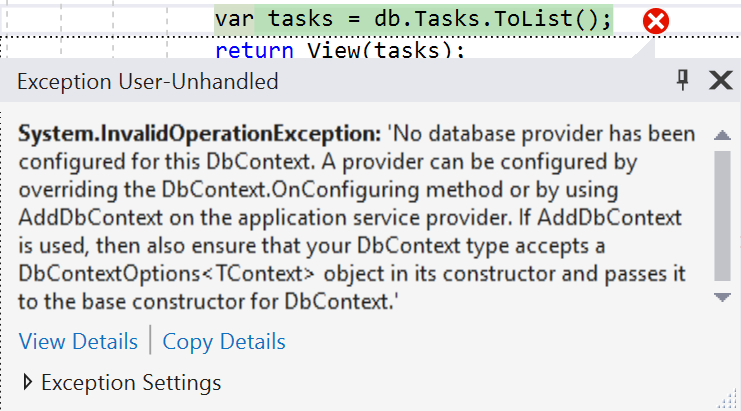 var tasks = db.Tasks.ToList();
return View(tasks);
Exception User-Unhandled
System.InvalidOperationException: 'No database provider has been
configured for this DbContext. A provider can be configured by
overriding the DbContext.OnConfiguring method or by using
AddDbContext on the application service provider. If AddDbContext
is used, then also ensure that your DbContext type accepts a
DbContextOptions<TContext> object in its constructor and passes it
to the base constructor for DbContext.'
View Details | Copy Details
Exception Settings